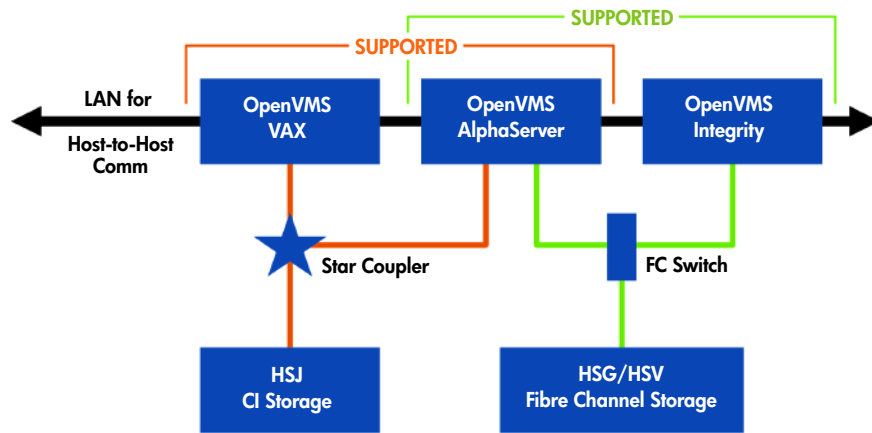 SUPPORTED
SUPPORTED
LAN for
Host-to-Host
Comm
OpenVMS
VAX
OpenVMS
AlphaServer
OpenVMS
Integrity
Star Coupler
FC Switch
HSJ
CI Storage
HSG/HSV
Fibre Channel Storage